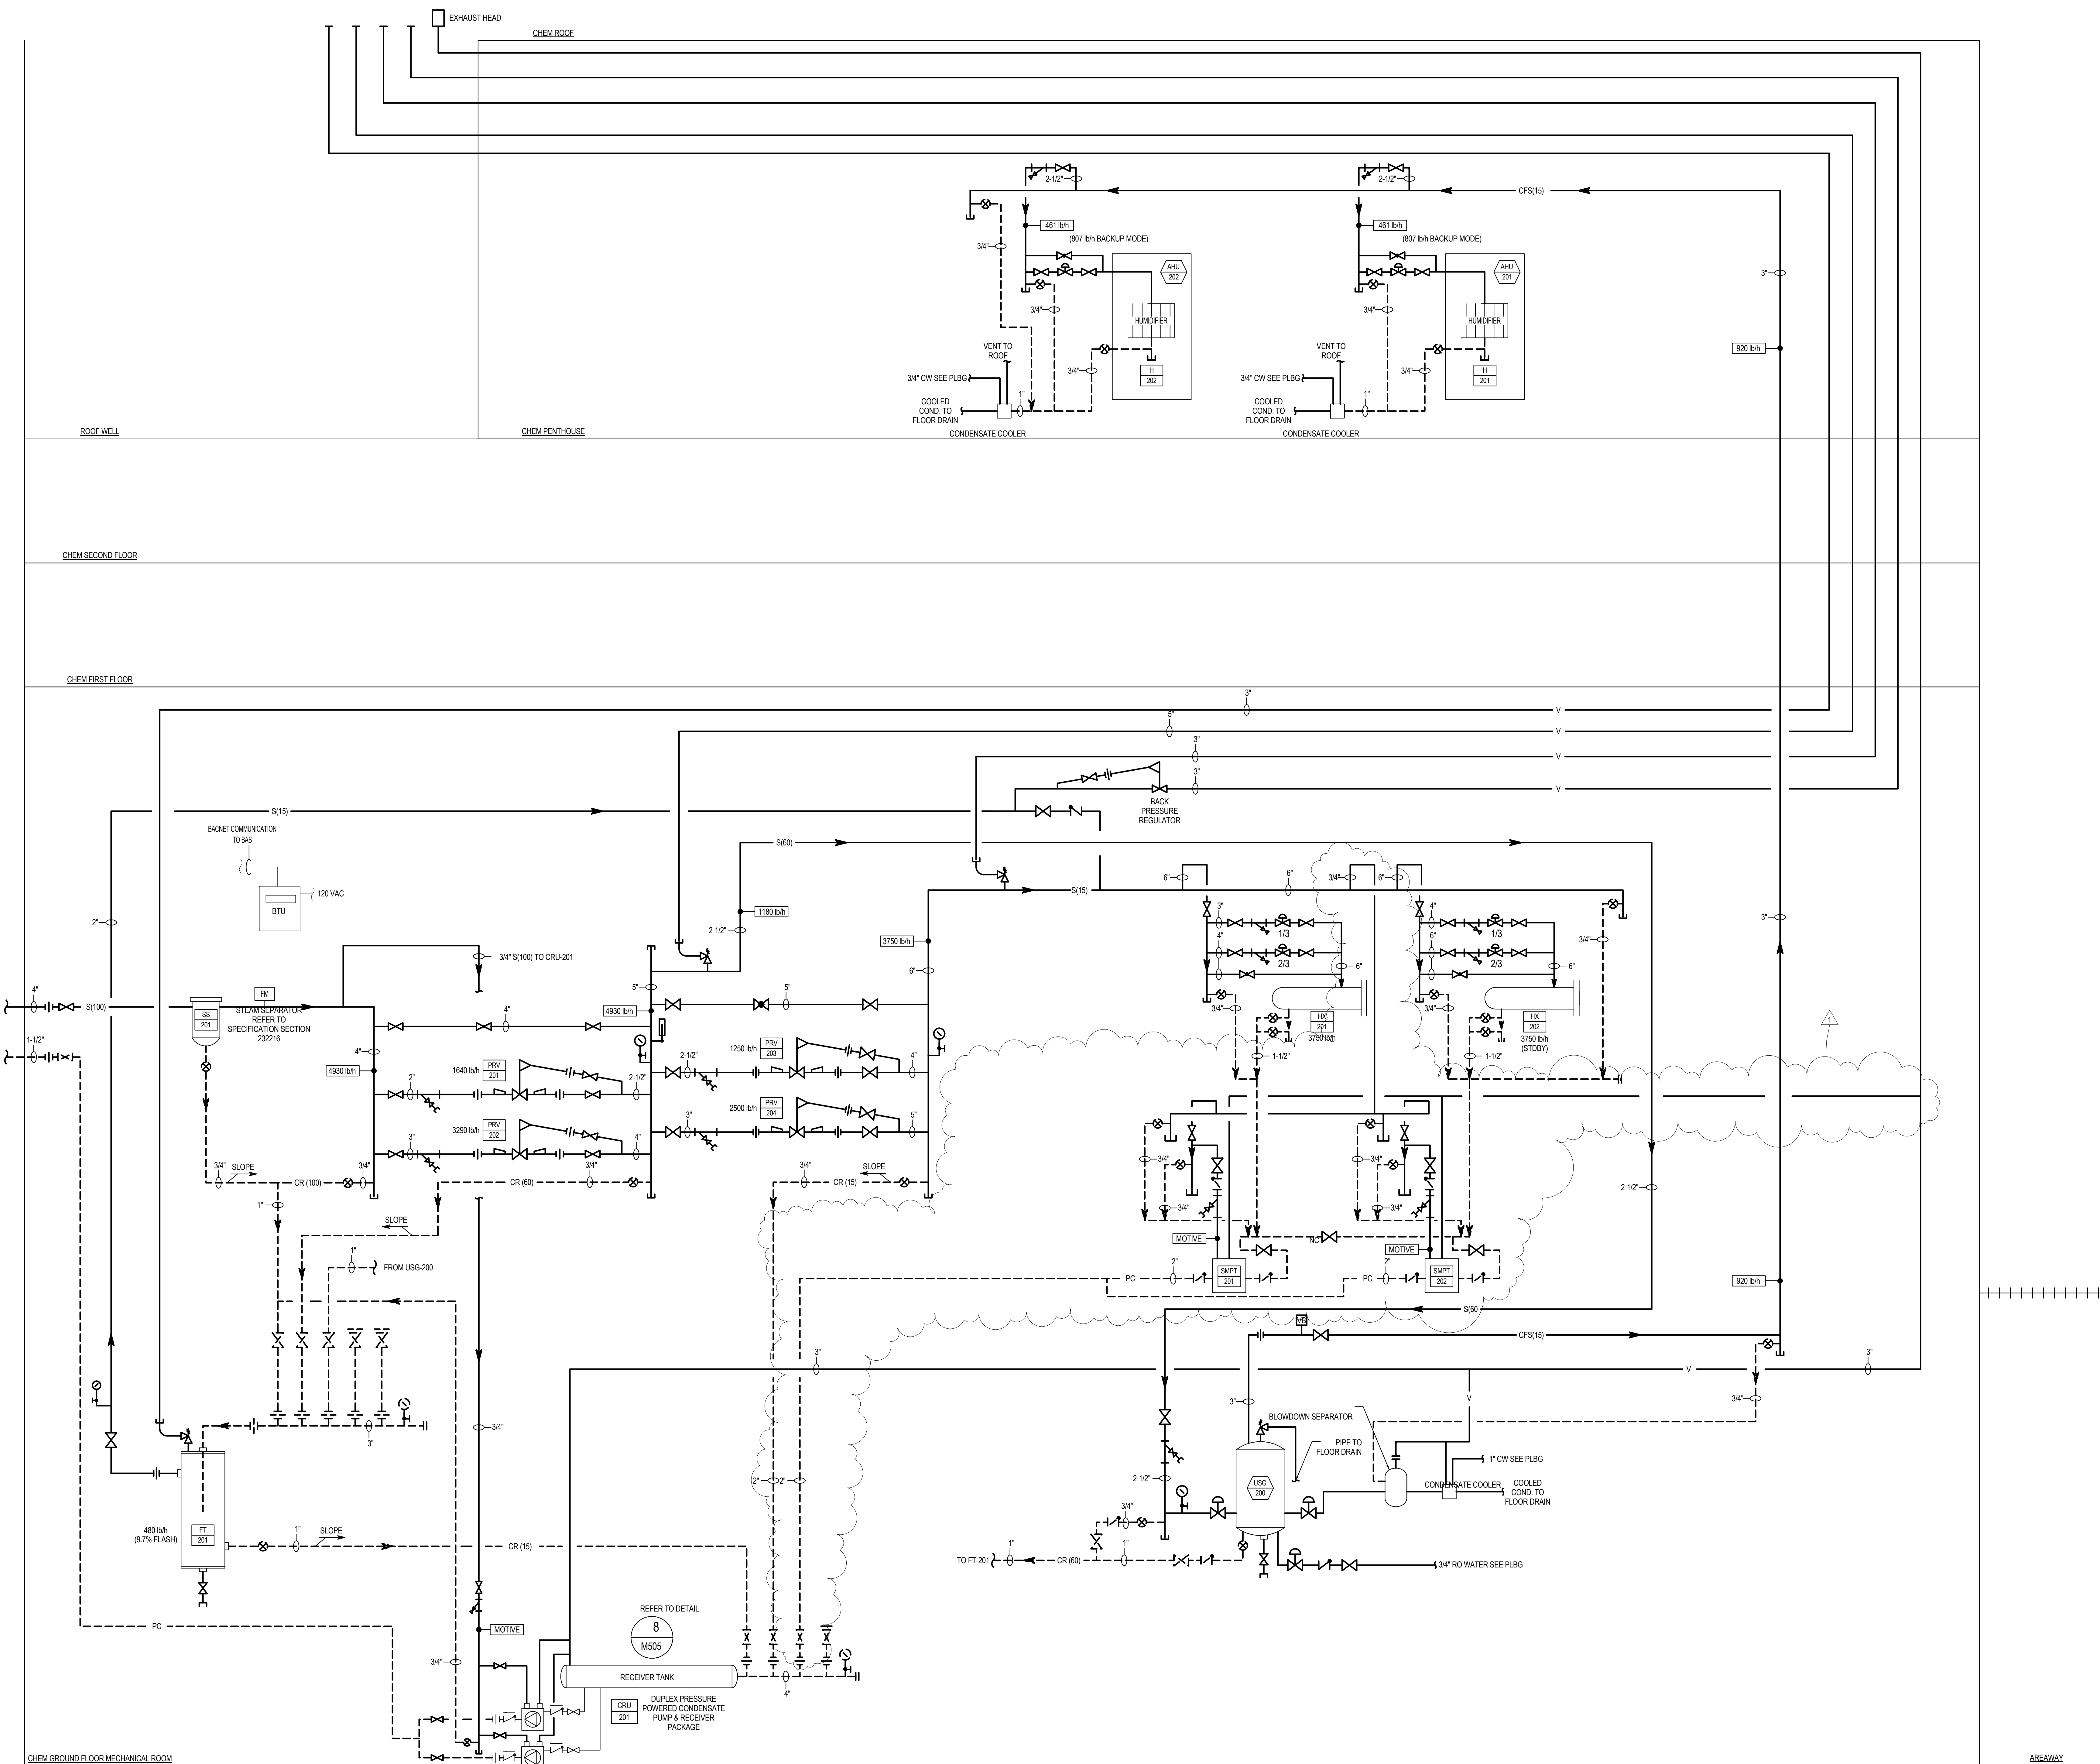 EXHAUST HEAD
CHEM ROOF
2-1/2"
2-1/2"
CFS(15)
461 lb/h
461 lb/h
(807 lb/h BACKUP MODE)
(807 lb/h BACKUP MODE)
3/4"
AHU
202
AHU
201
3"
3/4"
3/4"
HUMIDIFIER
HUMIDIFIER
VENT TO
ROOF
VENT TO
ROOF
920 lb/h
3/4" CW SEE PLBG
3/4"
H
202
3/4" CW SEE PLBG
3/4"
H
201
1"
1"
COOLED
COND. TO
FLOOR DRAIN
COOLED
COND. TO
FLOOR DRAIN
CONDENSATE COOLER
CONDENSATE COOLER
ROOF WELL
CHEM PENTHOUSE
CHEM SECOND FLOOR
CHEM FIRST FLOOR
3"
V
5"
V
3"
V
3"
V
BACK
PRESSURE
REGULATOR
S(15)
BACNET COMMUNICATION
TO BAS
120 VAC
BTU
2"
S(60)
1180 lb/h
2-1/2"
S(15)
3750 lb/h
6"
6"
6"
3/4"
6"
3"
1/3
4"
2/3
6"
4"
1/3
6"
2/3
6"
3/4"
3"
3/4" S(100) TO CRU-201
4"
S(100)
FM
SS
201
STEAM SEPARATOR
REFER TO
SPECIFICATION SECTION
232216
5"
4930 lb/h
4"
5"
3/4"
3/4"
HX
201
3750 lb/h
HX
202
3750 lb/h
(STDBY)
1
1-1/2"
4"
4930 lb/h
1640 lb/h
PRV
201
2"
2-1/2"
2-1/2"
1250 lb/h
PRV
203
4"
1-1/2"
1-1/2"
3290 lb/h
PRV
202
3"
4"
3"
2500 lb/h
PRV
204
5"
3/4"
SLOPE
CR (100)
3/4"
CR (60)
3/4"
3/4"
CR (15)
SLOPE
1"
SLOPE
1"
FROM USG-200
3/4"
3/4"
3/4"
3/4"
2-1/2"
MOTIVE
NC
MOTIVE
PC
2"
SMPT
201
2"
PC
SMPT
202
920 lb/h
S(60
VB
CFS(15)
3"
V
3"
3"
3/4"
3"
3/4"
V
BLOWDOWN SEPARATOR
PIPE TO
FLOOR DRAIN
1" CW SEE PLBG
2"
2"
2-1/2"
USG
200
CONDENSATE COOLER
COOLED
COND. TO
FLOOR DRAIN
480 lb/h
(9.7% FLASH)
FT
201
1"
SLOPE
CR (15)
3/4"
TO FT-201
1"
CR (60)
1"
3/4" RO WATER SEE PLBG
PC
MOTIVE
REFER TO DETAIL
8
M505
3/4"
RECEIVER TANK
4"
CRU
201
DUPLEX PRESSURE
POWERED CONDENSATE
PUMP & RECEIVER
PACKAGE
CHEM GROUND FLOOR MECHANICAL ROOM
AREAWAY